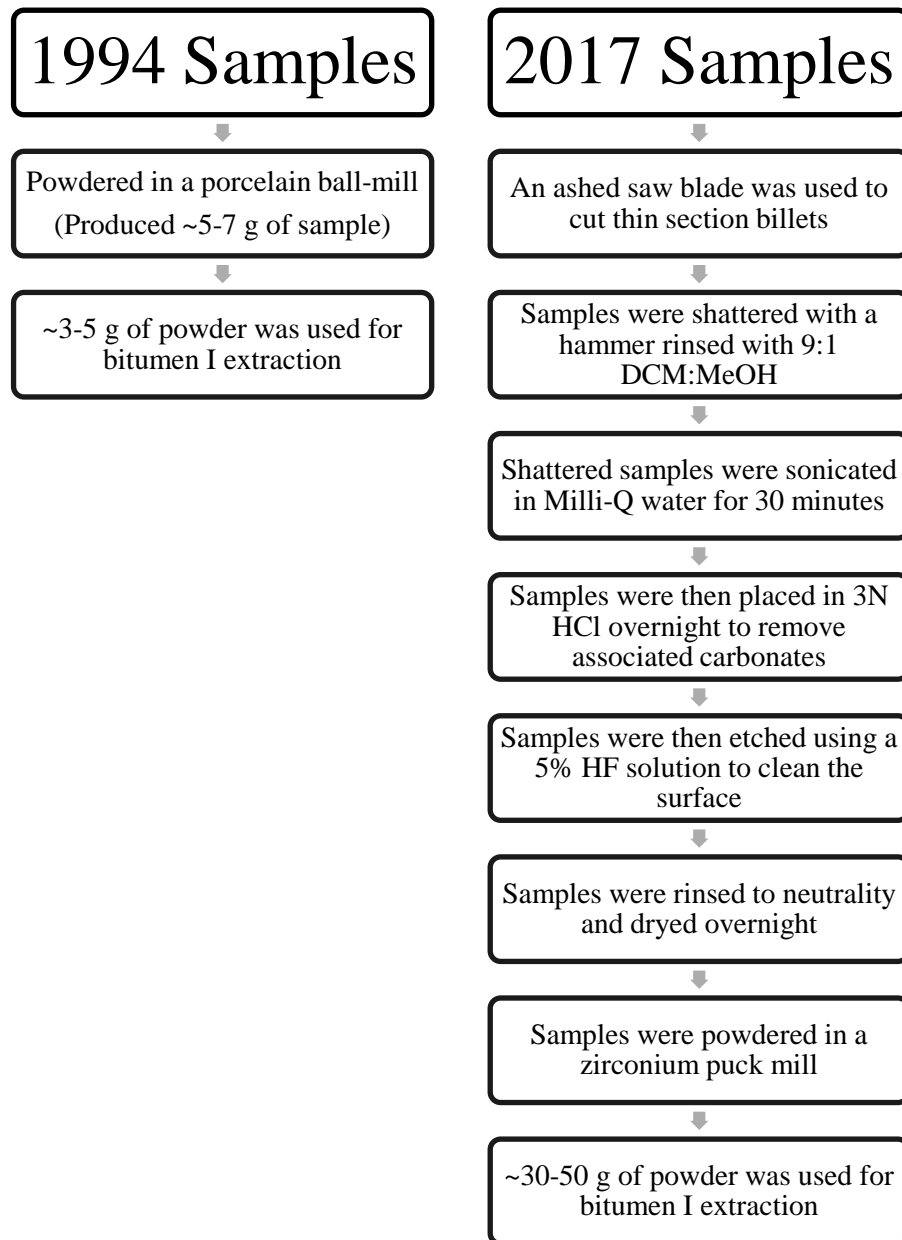 1994 Samples
Powdered in a porcelain ball-mill
(Produced ~5-7 g of sample)
~3-5 g of powder was used for
bitumen I extraction
2017 Samples
An ashed saw blade was used to
cut thin section billets
Samples were shattered with a
hammer rinsed with 9:1
DCM:MeOH
Shattered samples were sonicated
in Milli-Q water for 30 minutes
Samples were then placed in 3N
HCl overnight to remove
associated carbonates
Samples were then etched using a
5% HF solution to clean the
surface
Samples were rinsed to neutrality
and dryed overnight
Samples were powdered in a
zirconium puck mill
~30-50 g of powder was used for
bitumen I extraction